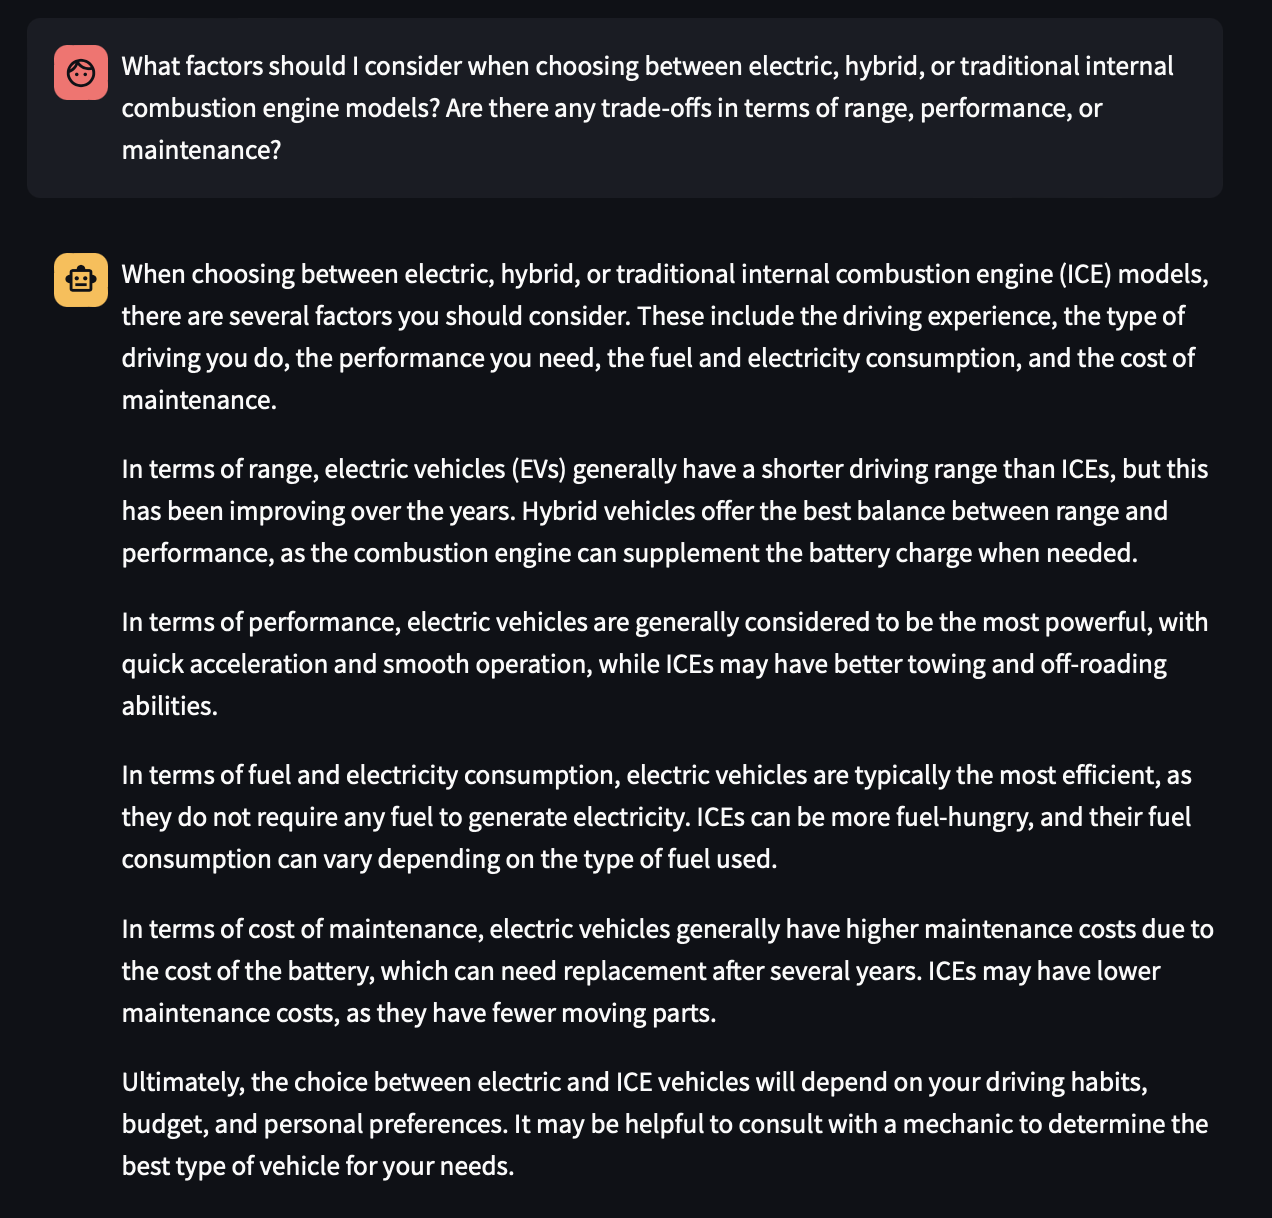 What factors should I consider when choosing between electric, hybrid, or traditional internal
combustion engine models? Are there any trade-offs in terms of range, performance, or
maintenance?
When choosing between electric, hybrid, or traditional internal combustion engine (ICE) models,
there are several factors you should consider. These include the driving experience, the type of
driving you do, the performance you need, the fuel and electricity consumption, and the cost of
maintenance.
In terms of range, electric vehicles (EVs) generally have a shorter driving range than ICEs, but this
has been improving over the years. Hybrid vehicles offer the best balance between range and
performance, as the combustion engine can supplement the battery charge when needed.
In terms of performance, electric vehicles are generally considered to be the most powerful, with
quick acceleration and smooth operation, while ICEs may have better towing and off-roading
abilities.
In terms of fuel and electricity consumption, electric vehicles are typically the most efficient, as
they do not require any fuel to generate electricity. ICEs can be more fuel-hungry, and their fuel
consumption can vary depending on the type of fuel used.
In terms of cost of maintenance, electric vehicles generally have higher maintenance costs due to
the cost of the battery, which can need replacement after several years. ICEs may have lower
maintenance costs, as they have fewer moving parts.
Ultimately, the choice between electric and ICE vehicles will depend on your driving habits,
budget, and personal preferences. It may be helpful to consult with a mechanic to determine the
best type of vehicle for your needs.